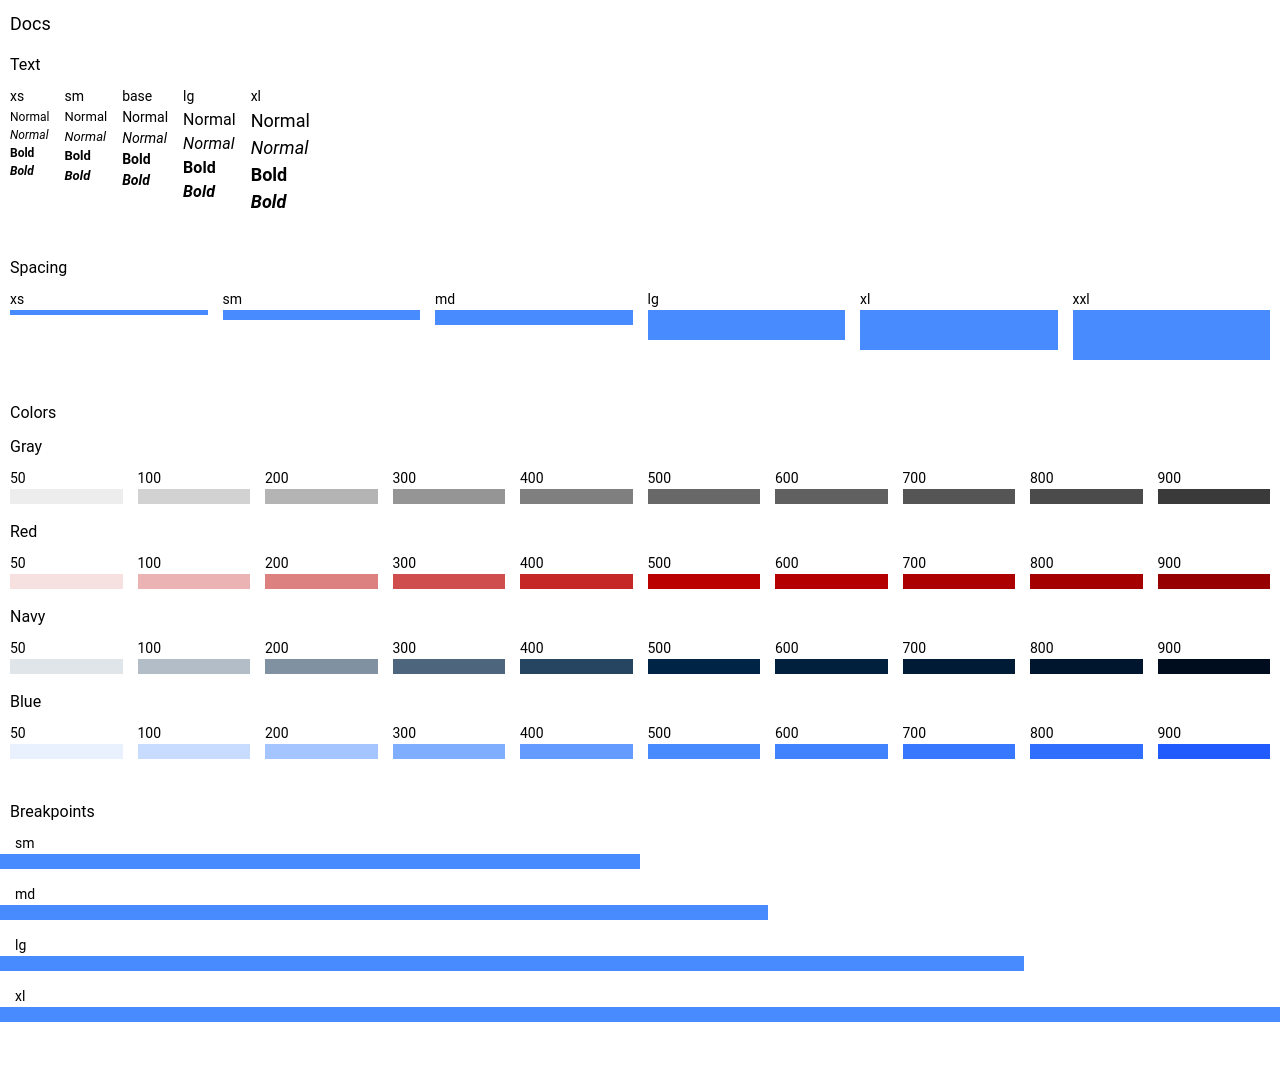 Docs
Text
xs sm base lg xl
Normal Normal Normal Normal Normal
Normal Normal Normal Normal Normal
Bold Bold Bold Bold Bold
Bold Bold Bold Bold Bold
Spacing
xs sm md lg xl xxl
Colors
Gray
50 100 200 300 400 500 600 700 800 900
Red
50 100 200 300 400 500 600 700 800 900
Navy
50 100 200 300 400 500 600 700 800 900
Blue
50 100 200 300 400 500 600 700 800 900
Breakpoints
sm
md
lg
xl